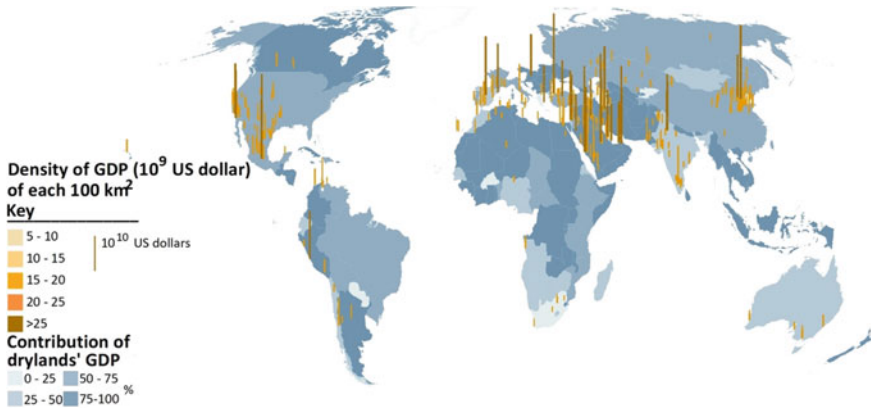 Density of GDP (10⁹ US dollar)
of each 100 km²
Key
5 - 10
10 - 15
15 - 20
20 - 25
>25
10¹⁰ US dollars
Contribution of
drylands' GDP
0 - 25
50 - 75
25 - 50
75-100
%